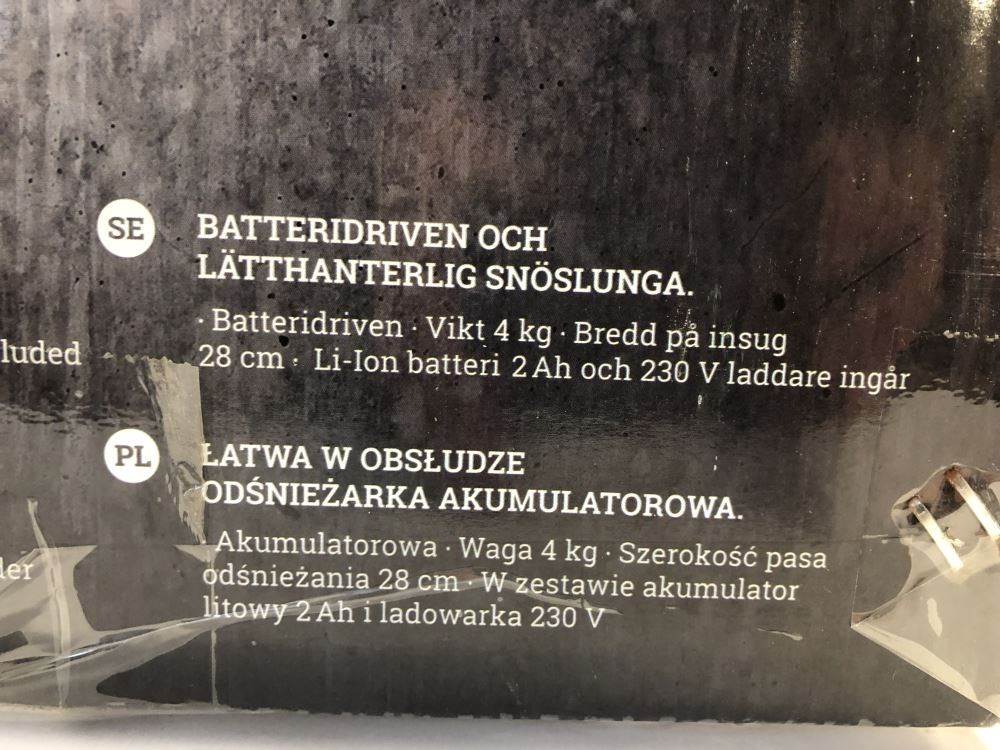 SE
BATTERIDRIVEN OCH
LÄTTHANTERLIG SNÖSLUNGA.
· Batteridriven · Vikt 4 kg · Bredd på insug
28 cm · Li-Ion batteri 2 Ah och 230 V laddare ingår
luded
PL
ŁATWA W OBSŁUDZE
ODŚNIEŻARKA AKUMULATOROWA.
Akumulatorowa · Waga 4 kg · Szerokość pasa
odśnieżania 28 cm · W zestawie akumulator
litowy 2 Ah i ladowarka 230 V
der